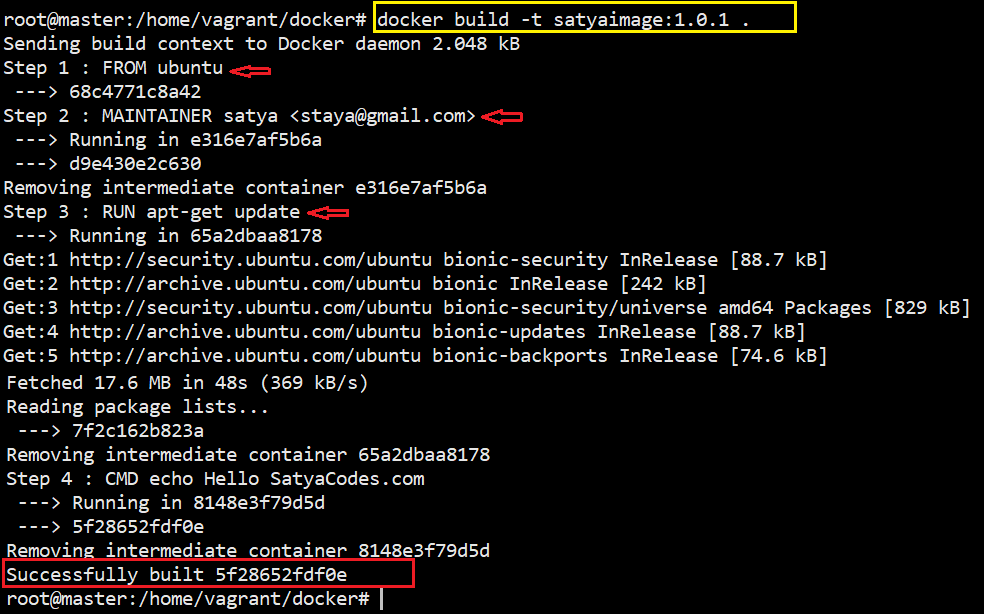 root@master:/home/vagrant/docker# docker build -t satyaimage:1.0.1 .
Sending build context to Docker daemon 2.048 kB
Step 1 : FROM ubuntu
 ---> 68c4771c8a42
Step 2 : MAINTAINER satya <staya@gmail.com>
 ---> Running in e316e7af5b6a
 ---> d9e430e2c630
Removing intermediate container e316e7af5b6a
Step 3 : RUN apt-get update
 ---> Running in 65a2dbaa8178
Get:1 http://security.ubuntu.com/ubuntu bionic-security InRelease [88.7 kB]
Get:2 http://archive.ubuntu.com/ubuntu bionic InRelease [242 kB]
Get:3 http://security.ubuntu.com/ubuntu bionic-security/universe amd64 Packages [829 kB]
Get:4 http://archive.ubuntu.com/ubuntu bionic-updates InRelease [88.7 kB]
Get:5 http://archive.ubuntu.com/ubuntu bionic-backports InRelease [74.6 kB]
Fetched 17.6 MB in 48s (369 kB/s)
Reading package lists...
 ---> 7f2c162b823a
Removing intermediate container 65a2dbaa8178
Step 4 : CMD echo Hello SatyaCodes.com
 ---> Running in 8148e3f79d5d
 ---> 5f28652fdf0e
Removing intermediate container 8148e3f79d5d
Successfully built 5f28652fdf0e
root@master:/home/vagrant/docker#